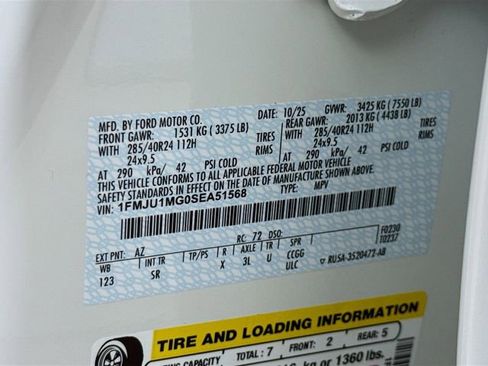 MFD. BY FORD MOTOR CO. DATE: 10/25 GVWR: 3425 KG (7550 LB)
FRONT GAWR: 1531 KG (3375 LB) REAR GAWR: 2013 KG (4438 LB)
WITH 285/40R24 112H TIRES WITH 285/40R24 112H TIRES
24x9.5 RIMS 24x9.5 RIMS
AT 290 kPa/ 42 PSI COLD AT 290 kPa/ 42 PSI COLD
THIS VEHICLE CONFORMS TO ALL APPLICABLE FEDERAL MOTOR VEHICLE
SAFETY STANDARDS IN EFFECT ON THE DATE OF MANUFACTURE SHOWN ABOVE.
VIN: 1FMJU1MG0SEA51568 TYPE: MPV
F0230
T0237
EXT PNT: AZ RC: 72 DSO:
WB INT TR R AXLE TR SPR
123 SR X 3L U CCGG
ULC ▼ RU5A-3520472-AB
TIRE AND LOADING INFORMATION
SEATING CAPACITY TOTAL: 7 FRONT: 2 REAR: 5
kg or 1360 lbs.